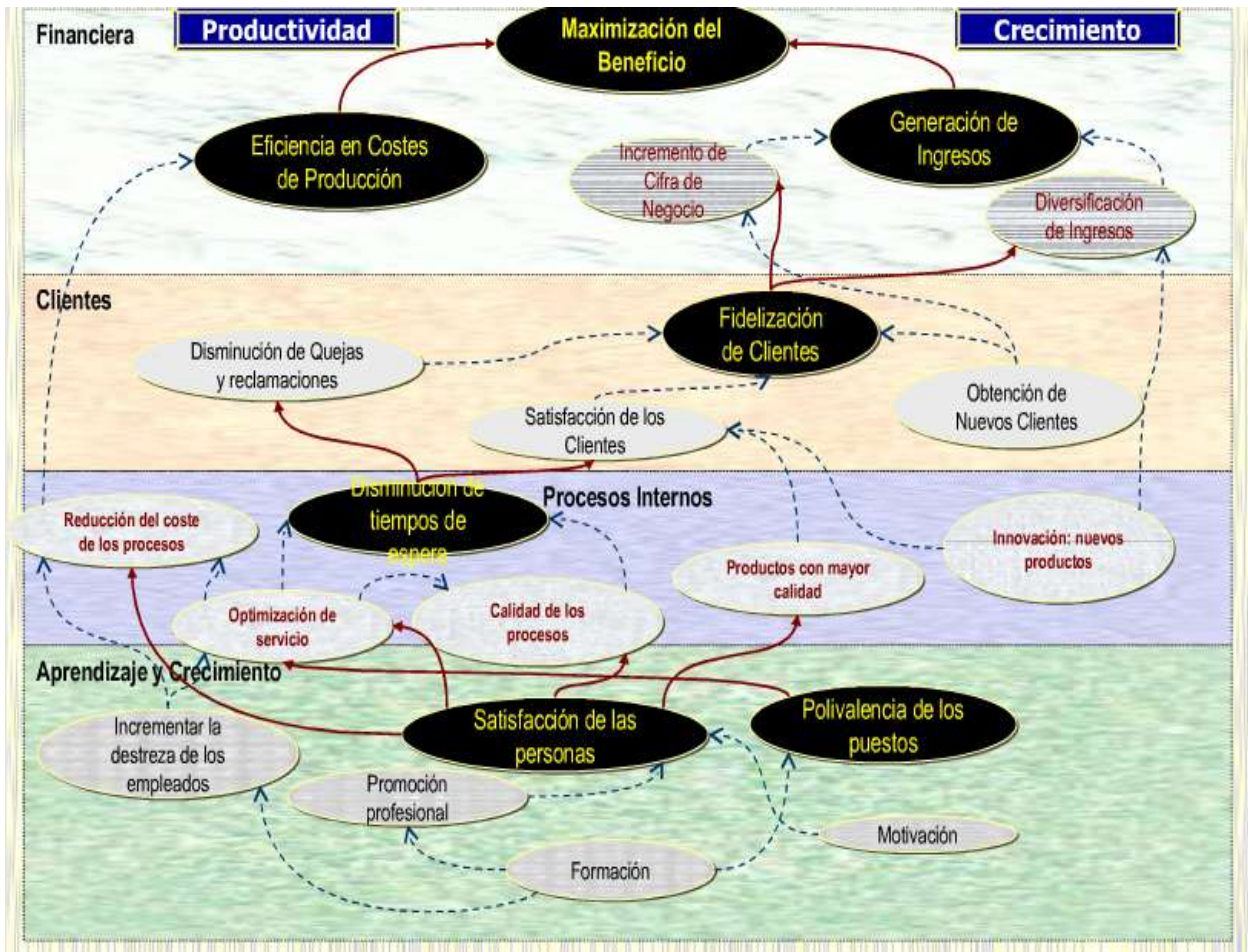 Financiera
Productividad
Maximización del
Beneficio
Crecimiento
Eficiencia en Costes
de Producción
Incremento de
Cifra de
Negocio
Generación de
Ingresos
Diversificación
de Ingresos
Clientes
Fidelización
de Clientes
Disminución de Quejas
y reclamaciones
Satisfacción de los
Clientes
Obtención de
Nuevos Clientes
Procesos Internos
Disminución de
tiempos de
espera
Reducción del coste
de los procesos
Innovación: nuevos
productos
Productos con mayor
calidad
Optimización de
servicio
Calidad de los
procesos
Aprendizaje y Crecimiento
Incrementar la
destreza de los
empleados
Satisfacción de las
personas
Polivalencia de los
puestos
Promoción
profesional
Motivación
Formación